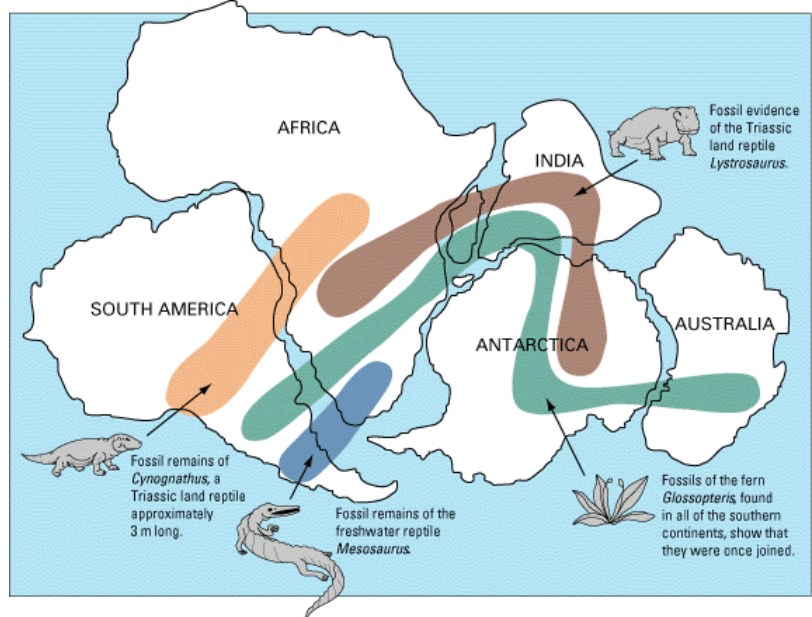 AFRICA
INDIA
Fossil evidence
of the Triassic
land reptile
Lystrosaurus.
SOUTH AMERICA
ANTARCTICA
AUSTRALIA
Fossil remains of
Cynognathus, a
Triassic land reptile
approximately
3 m long.
Fossil remains of the
freshwater reptile
Mesosaurus.
Fossils of the fern
Glossopteris, found
in all of the southern
continents, show that
they were once joined.